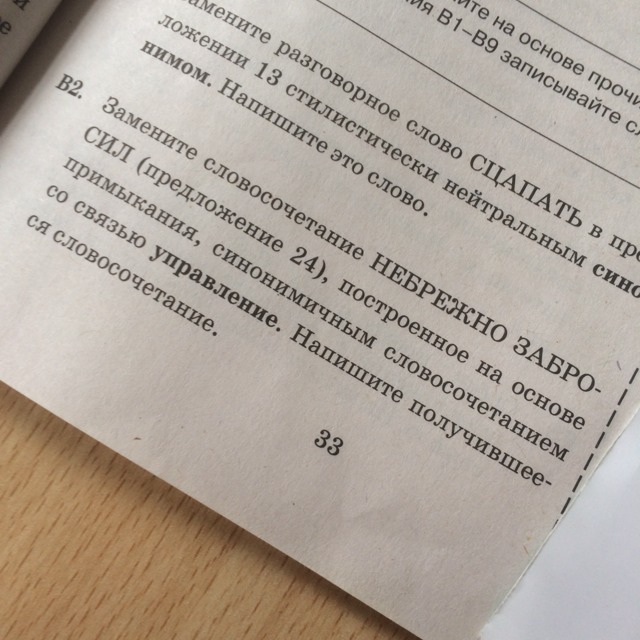 ите на основе прочи
ия В1–В9 записывайте с
амените разговорное слово СЦАПАТЬ в пре
ложении 13 стилистически нейтральным сино
нимом. Напишите это слово.
В2. Замените словосочетание НЕБРЕЖНО ЗАБРО-
СИЛ (предложение 24), построенное на основе
примыкания, синонимичным словосочетанием
со связью управление. Напишите получившее-
ся словосочетание.
33